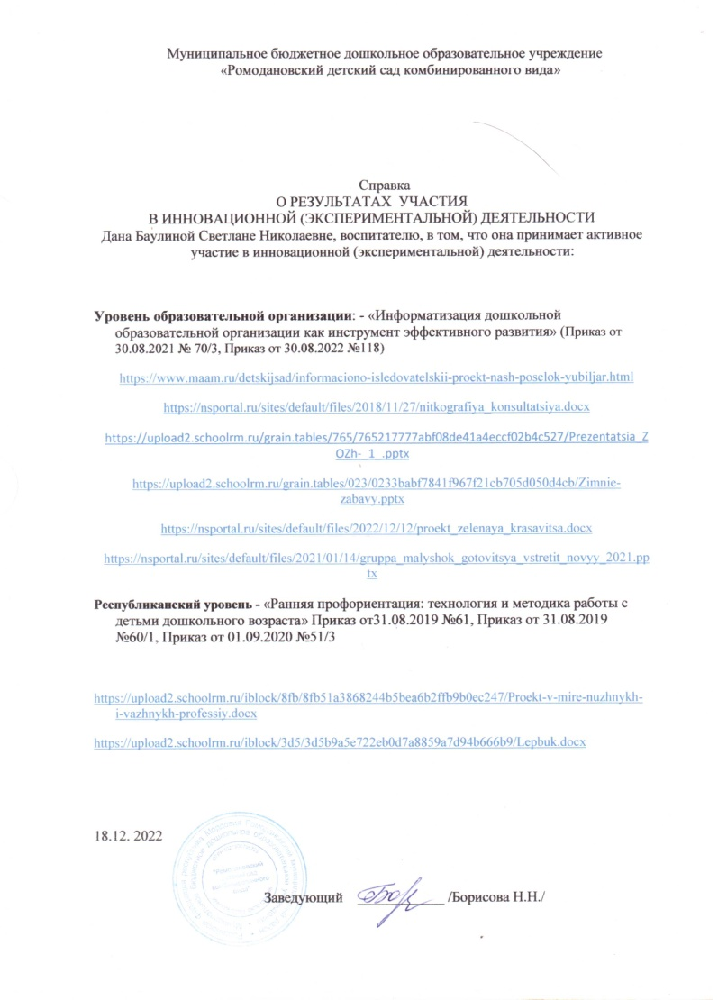 Муниципальное бюджетное дошкольное образовательное учреждение
«Ромодановский детский сад комбинированного вида»
Справка
О РЕЗУЛЬТАТАХ УЧАСТИЯ
В ИННОВАЦИОННОЙ (ЭКСПЕРИМЕНТАЛЬНОЙ) ДЕЯТЕЛЬНОСТИ
Дана Баулиной Светлане Николаевне, воспитателю, в том, что она принимает активное
участие в инновационной (экспериментальной) деятельности:
Уровень образовательной организации: - «Информатизация дошкольной
образовательной организации как инструмент эффективного развития» (Приказ от
30.08.2021 № 70/3, Приказ от 30.08.2022 №118)
https://www.maam.ru/detskijsad/informaciono-isledovatelskii-proekt-nash-poselok-yubiljar.html
https://nsportal.ru/sites/default/files/2018/11/27/nitkografiya_konsultatsiya.docx
https://upload2.schoolrm.ru/grain.tables/765/765217777abf08de41a4eccf02b4c527/Prezentatsia_Z
OZh-_1_.pptx
https://upload2.schoolrm.ru/grain.tables/023/0233babf7841f967f21cb705d050d4cb/Zimnie-
zabavy.pptx
https://nsportal.ru/sites/default/files/2022/12/12/proekt_zelenaya_krasavitsa.docx
https://nsportal.ru/sites/default/files/2021/01/14/gruppa_malyshok_gotovitsya_vstretit_novyy_2021.pp
tx
Республиканский уровень - «Ранняя профориентация: технология и методика работы с
детьми дошкольного возраста» Приказ от31.08.2019 №61, Приказ от 31.08.2019
№60/1, Приказ от 01.09.2020 №51/3
https://upload2.schoolrm.ru/iblock/8fb/8fb51a3868244b5bea6b2ffb9b0ec247/Proekt-v-mire-nuzhnykh-
i-vazhnykh-professiy.docx
https://upload2.schoolrm.ru/iblock/3d5/3d5b9a5e722eb0d7a8859a7d94b666b9/Lepbuk.docx
18.12. 2022
Заведующий /Борисова Н.Н./